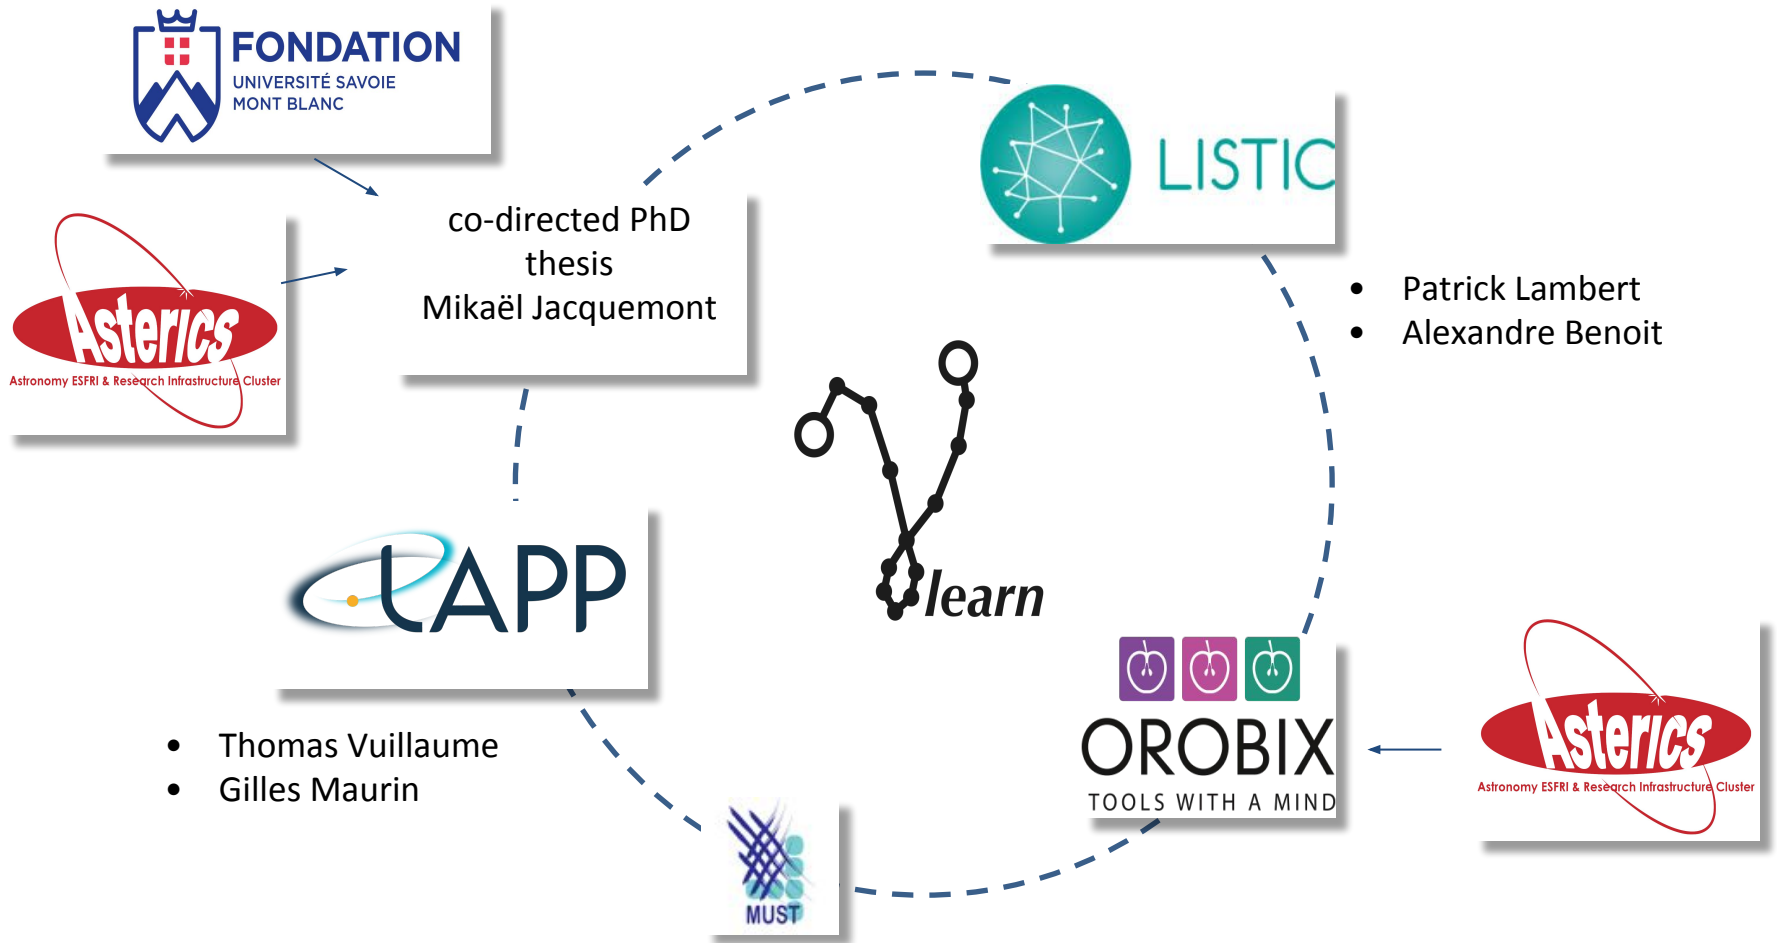 FONDATION
UNIVERSITÉ SAVOIE
MONT BLANC
LISTIC
co-directed PhD
thesis
Mikaël Jacquemont
Asterics
Astronomy ESFRI & Research Infrastructure Cluster
• Patrick Lambert
• Alexandre Benoit
learn
LAPP
• Thomas Vuillaume
• Gilles Maurin
OROBIX
TOOLS WITH A MIND
Asterics
Astronomy ESFRI & Research Infrastructure Cluster
MUST